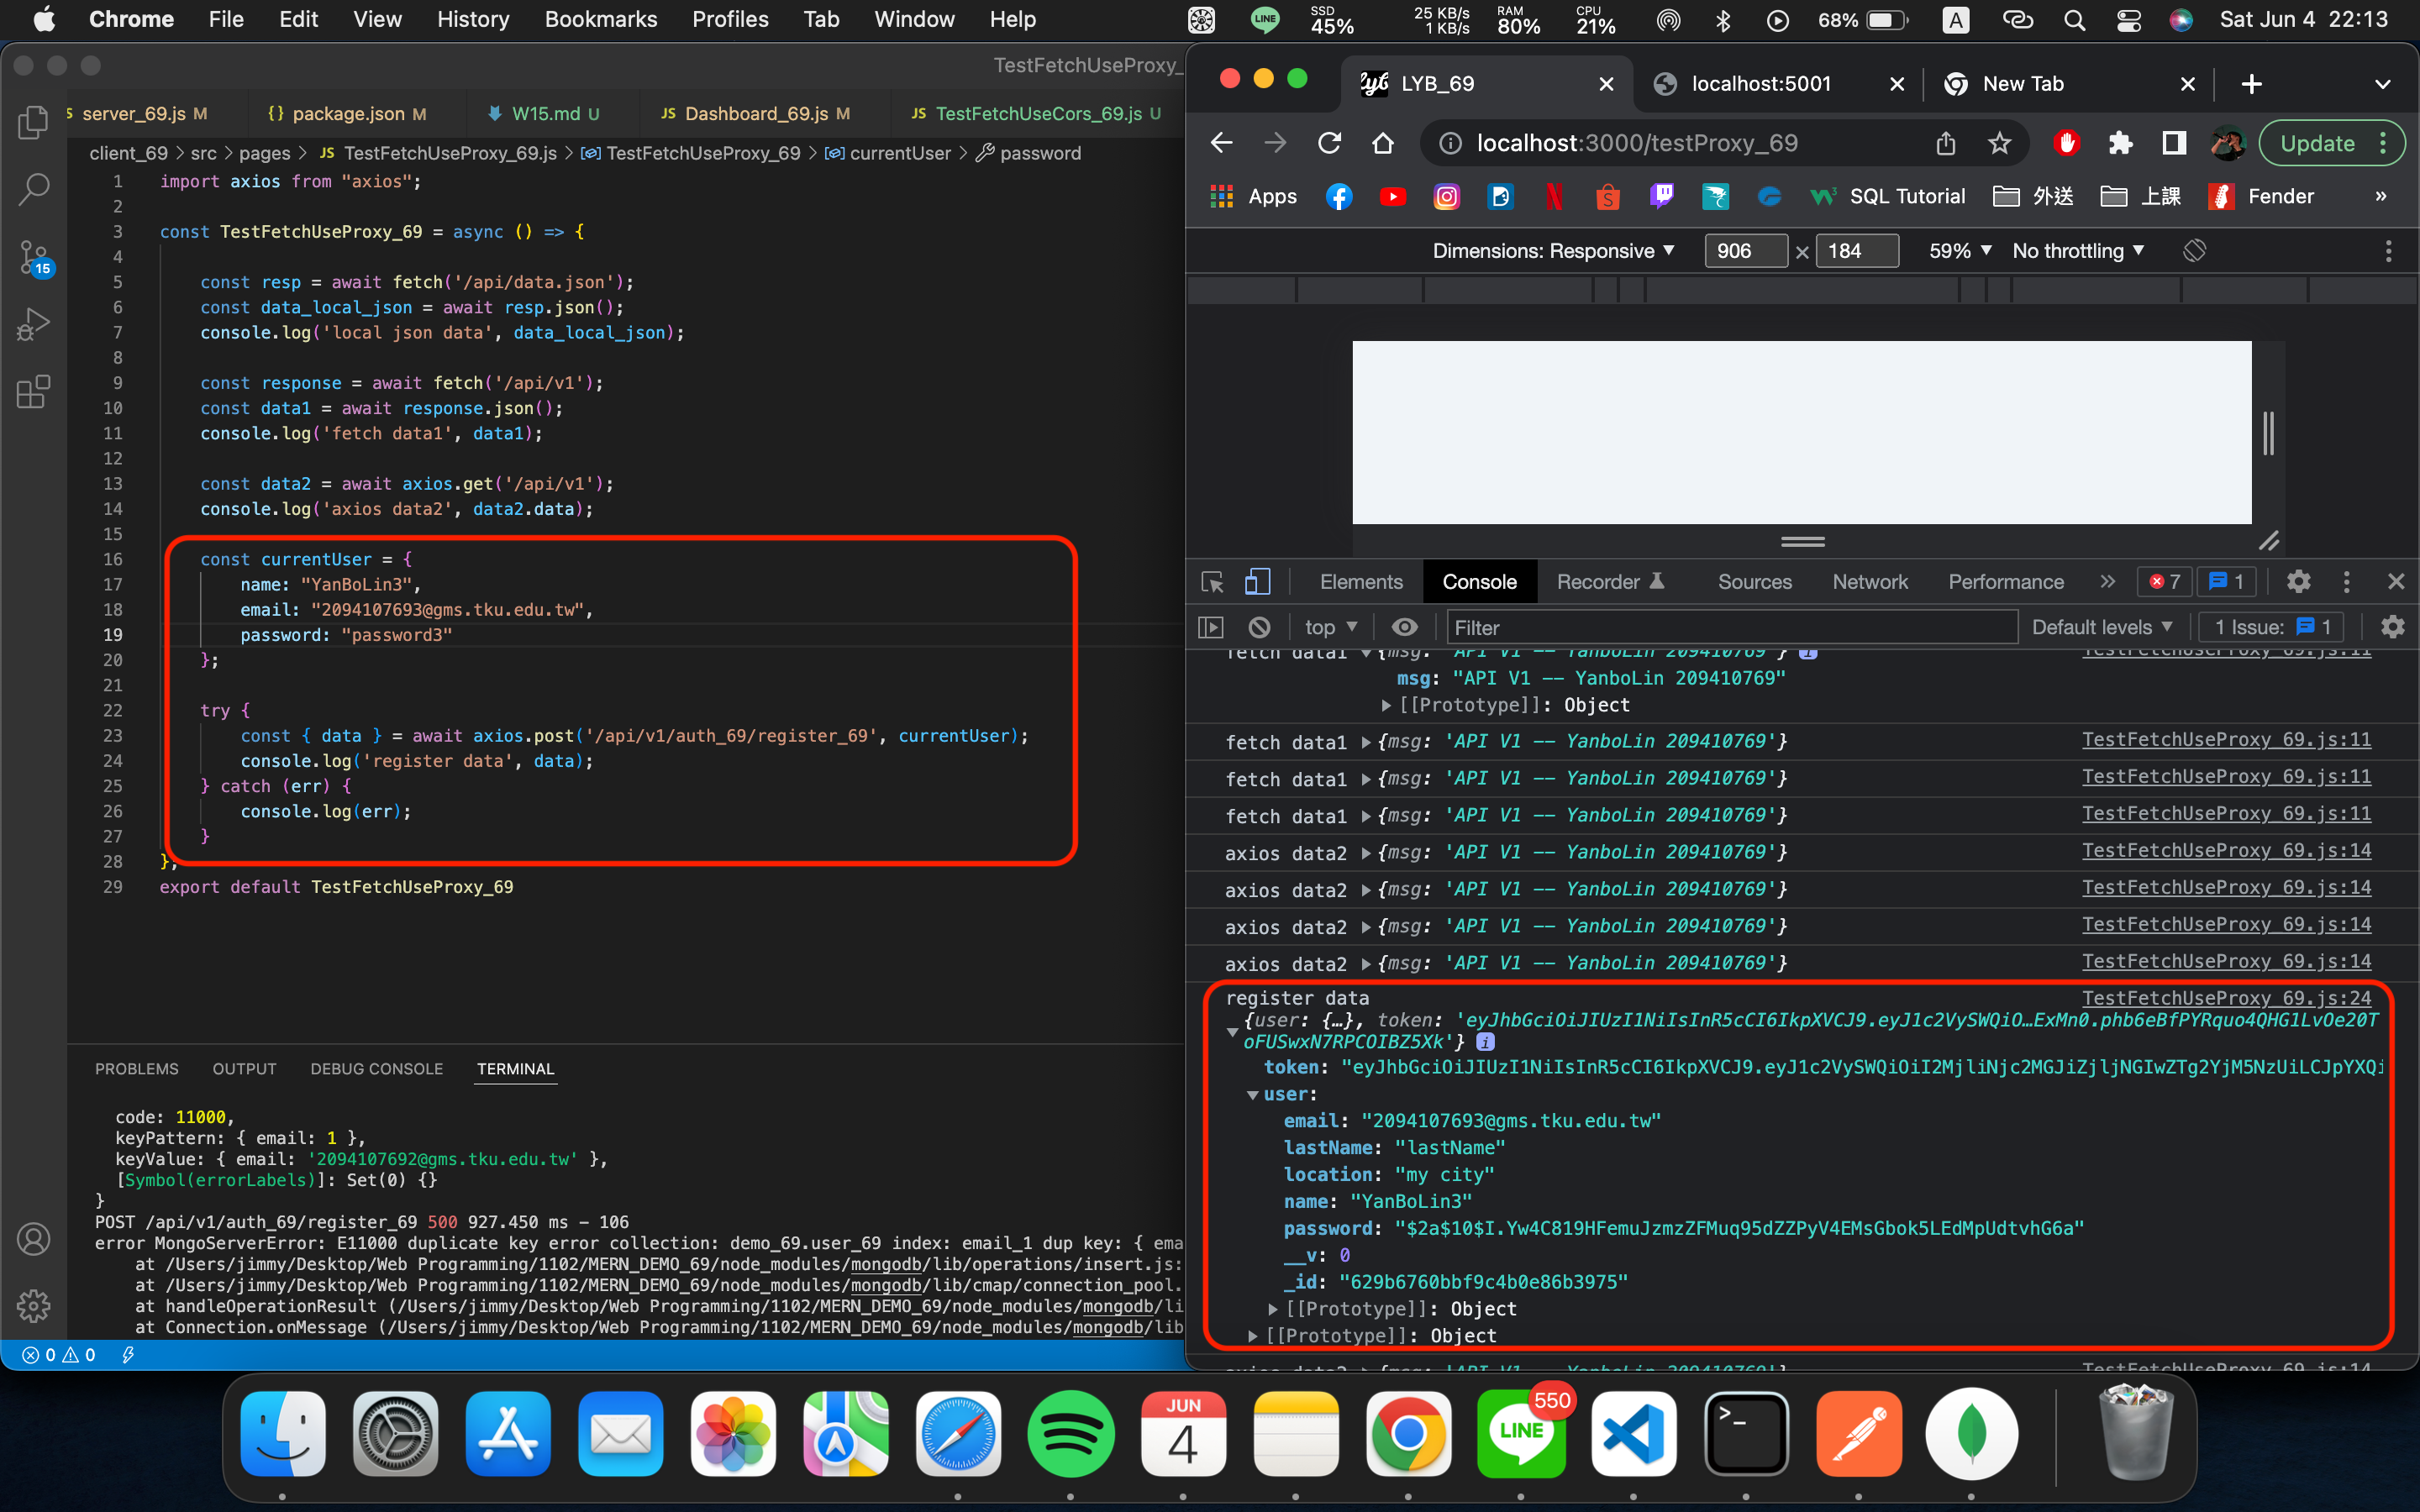 Chrome File Edit View History Bookmarks Profiles Tab Window Help
LINE SSD 45% 25 KB/s 1 KB/s RAM 80% CPU 21% 68% A Sat Jun 4 22:13
TestFetchUseProxy_
JS server_69.js M {} package.json M W15.md U JS Dashboard_69.js M JS TestFetchUseCors_69.js U
client_69 > src > pages > JS TestFetchUseProxy_69.js > TestFetchUseProxy_69 > currentUser > password
1 import axios from "axios";
2
3 const TestFetchUseProxy_69 = async () => {
4
5 const resp = await fetch('/api/data.json');
6 const data_local_json = await resp.json();
7 console.log('local json data', data_local_json);
8
9 const response = await fetch('/api/v1');
10 const data1 = await response.json();
11 console.log('fetch data1', data1);
12
13 const data2 = await axios.get('/api/v1');
14 console.log('axios data2', data2.data);
15
16 const currentUser = {
17 name: "YanBoLin3",
18 email: "2094107693@gms.tku.edu.tw",
19 password: "password3"
20 };
21
22 try {
23 const { data } = await axios.post('/api/v1/auth_69/register_69', currentUser);
24 console.log('register data', data);
25 } catch (err) {
26 console.log(err);
27 }
28 };
29 export default TestFetchUseProxy_69
15
PROBLEMS OUTPUT DEBUG CONSOLE TERMINAL
code: 11000,
keyPattern: { email: 1 },
keyValue: { email: '2094107692@gms.tku.edu.tw' },
[Symbol(errorLabels)]: Set(0) {}
}
POST /api/v1/auth_69/register_69 500 927.450 ms - 106
error MongoServerError: E11000 duplicate key error collection: demo_69.user_69 index: email_1 dup key: { ema
at /Users/jimmy/Desktop/Web Programming/1102/MERN_DEMO_69/node_modules/mongodb/lib/operations/insert.js:
at /Users/jimmy/Desktop/Web Programming/1102/MERN_DEMO_69/node_modules/mongodb/lib/cmap/connection_pool.
at handleOperationResult (/Users/jimmy/Desktop/Web Programming/1102/MERN_DEMO_69/node_modules/mongodb/li
at Connection.onMessage (/Users/jimmy/Desktop/Web Programming/1102/MERN_DEMO_69/node_modules/mongodb/lib
0 0
LYB_69 localhost:5001 New Tab
localhost:3000/testProxy_69 Update
Apps SQL Tutorial 外送 上課 Fender »
Dimensions: Responsive 906 × 184 59% No throttling
Elements Console Recorder Sources Network Performance » 7 1
top Filter Default levels 1 Issue: 1
fetch data1 {msg: 'API V1 -- YanboLin 209410769'} TestFetchUseProxy_69.js:11
msg: "API V1 -- YanboLin 209410769"
[[Prototype]]: Object
fetch data1 {msg: 'API V1 -- YanboLin 209410769'} TestFetchUseProxy_69.js:11
fetch data1 {msg: 'API V1 -- YanboLin 209410769'} TestFetchUseProxy_69.js:11
fetch data1 {msg: 'API V1 -- YanboLin 209410769'} TestFetchUseProxy_69.js:11
axios data2 {msg: 'API V1 -- YanboLin 209410769'} TestFetchUseProxy_69.js:14
axios data2 {msg: 'API V1 -- YanboLin 209410769'} TestFetchUseProxy_69.js:14
axios data2 {msg: 'API V1 -- YanboLin 209410769'} TestFetchUseProxy_69.js:14
axios data2 {msg: 'API V1 -- YanboLin 209410769'} TestFetchUseProxy_69.js:14
register data TestFetchUseProxy_69.js:24
{user: {…}, token: 'eyJhbGciOiJIUzI1NiIsInR5cCI6IkpXVCJ9.eyJ1c2VySWQiO…ExMn0.phb6eBfPYRquo4QHG1LvOe20T
oFUSwxN7RPCOIBZ5Xk'}
token: "eyJhbGciOiJIUzI1NiIsInR5cCI6IkpXVCJ9.eyJ1c2VySWQiOiI2MjliNjc2MGJiZjljNGIwZTg2YjM5NzUiLCJpYXQi
user:
email: "2094107693@gms.tku.edu.tw"
lastName: "lastName"
location: "my city"
name: "YanBoLin3"
password: "$2a$10$I.Yw4C819HFemuJzmzZFMuq95dZZPyV4EMsGbok5LEdMpUdtvhG6a"
__v: 0
_id: "629b6760bbf9c4b0e86b3975"
[[Prototype]]: Object
[[Prototype]]: Object
axios data2 {msg: 'API V1 -- YanboLin 209410769'} TestFetchUseProxy_69.js:14
JUN
4
LINE
550